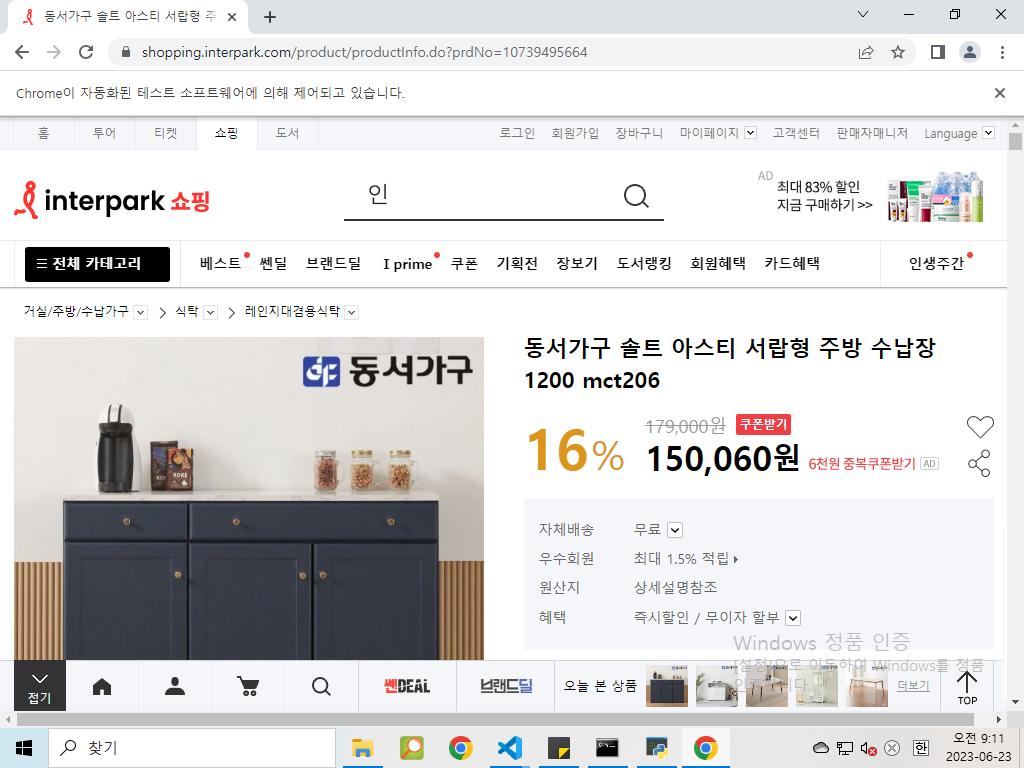 동서가구 솔트 아스티 서랍형 주
shopping.interpark.com/product/productInfo.do?prdNo=10739495664
Chrome이 자동화된 테스트 소프트웨어에 의해 제어되고 있습니다.
홈 투어 티켓 쇼핑 도서 로그인 회원가입 장바구니 마이페이지 고객센터 판매자매니저 Language
interpark 쇼핑
인
AD 최대 83% 할인
지금 구매하기 >>
전체 카테고리 베스트 쎈딜 브랜드딜 I prime 쿠폰 기획전 장보기 도서랭킹 회원혜택 카드혜택 인생주간
거실/주방/수납가구 식탁 레인지대겸용식탁
동서가구
동서가구 솔트 아스티 서랍형 주방 수납장
1200 mct206
16% 179,000원 쿠폰받기
150,060원 6천원 중복쿠폰받기 AD
자체배송 무료
우수회원 최대 1.5% 적립
원산지 상세설명참조
혜택 즉시할인 / 무이자 할부
Windows 정품 인증
[설정]으로 이동하여 Windows를 정품
접기 쎈DEAL 브랜드딜 오늘 본 상품 더보기 TOP
찾기
한
오전 9:11
2023-06-23